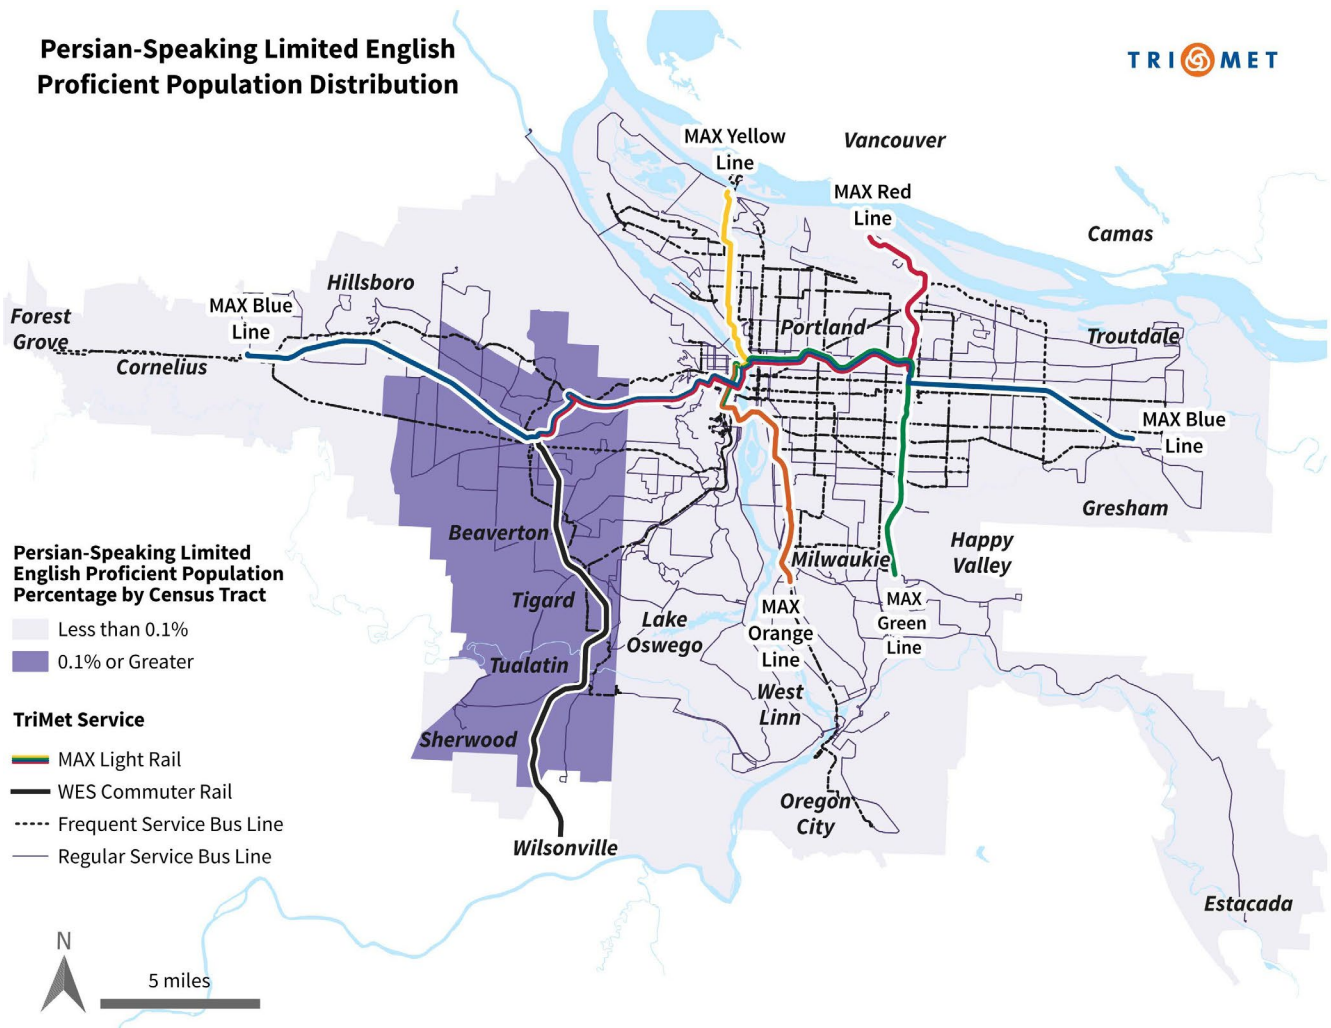 Persian-Speaking Limited English
Proficient Population Distribution
TRIMET
MAX Yellow
Line
Vancouver
MAX Red
Line
Camas
Hillsboro
MAX Blue
Line
Forest
Grove
Cornelius
Portland
Troutdale
MAX Blue
Line
Gresham
Beaverton
Happy
Valley
Milwaukie
Tigard
MAX
Orange
Line
MAX
Green
Line
Lake
Oswego
Tualatin
West
Linn
Sherwood
Oregon
City
Wilsonville
Estacada
Persian-Speaking Limited
English Proficient Population
Percentage by Census Tract
Less than 0.1%
0.1% or Greater
TriMet Service
MAX Light Rail
WES Commuter Rail
Frequent Service Bus Line
Regular Service Bus Line
N
5 miles